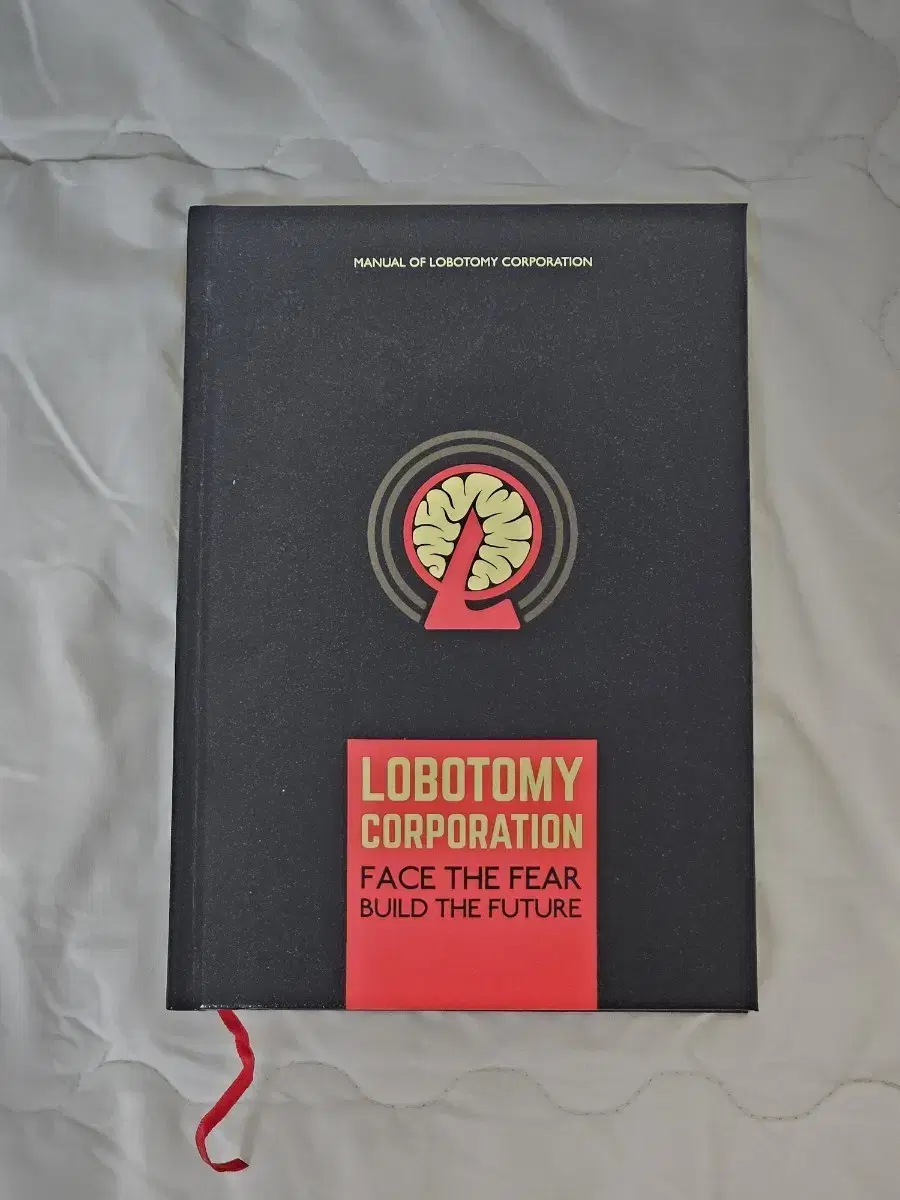 MANUAL OF LOBOTOMY CORPORATION
LOBOTOMY
CORPORATION
FACE THE FEAR
BUILD THE FUTURE